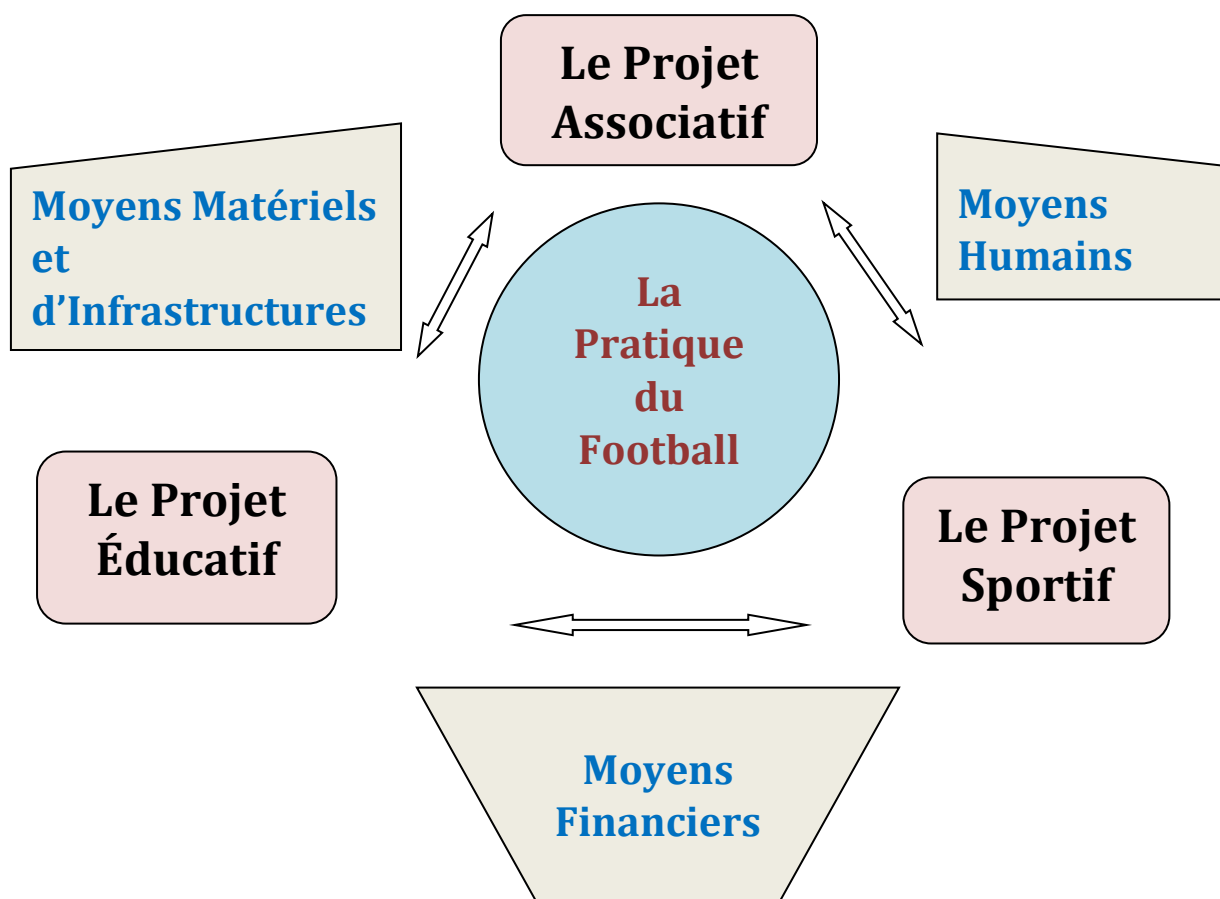 Le Projet
Associatif
Moyens Matériels
et
d’Infrastructures
Moyens
Humains
La
Pratique
du
Football
Le Projet
Éducatif
Le Projet
Sportif
Moyens
Financiers